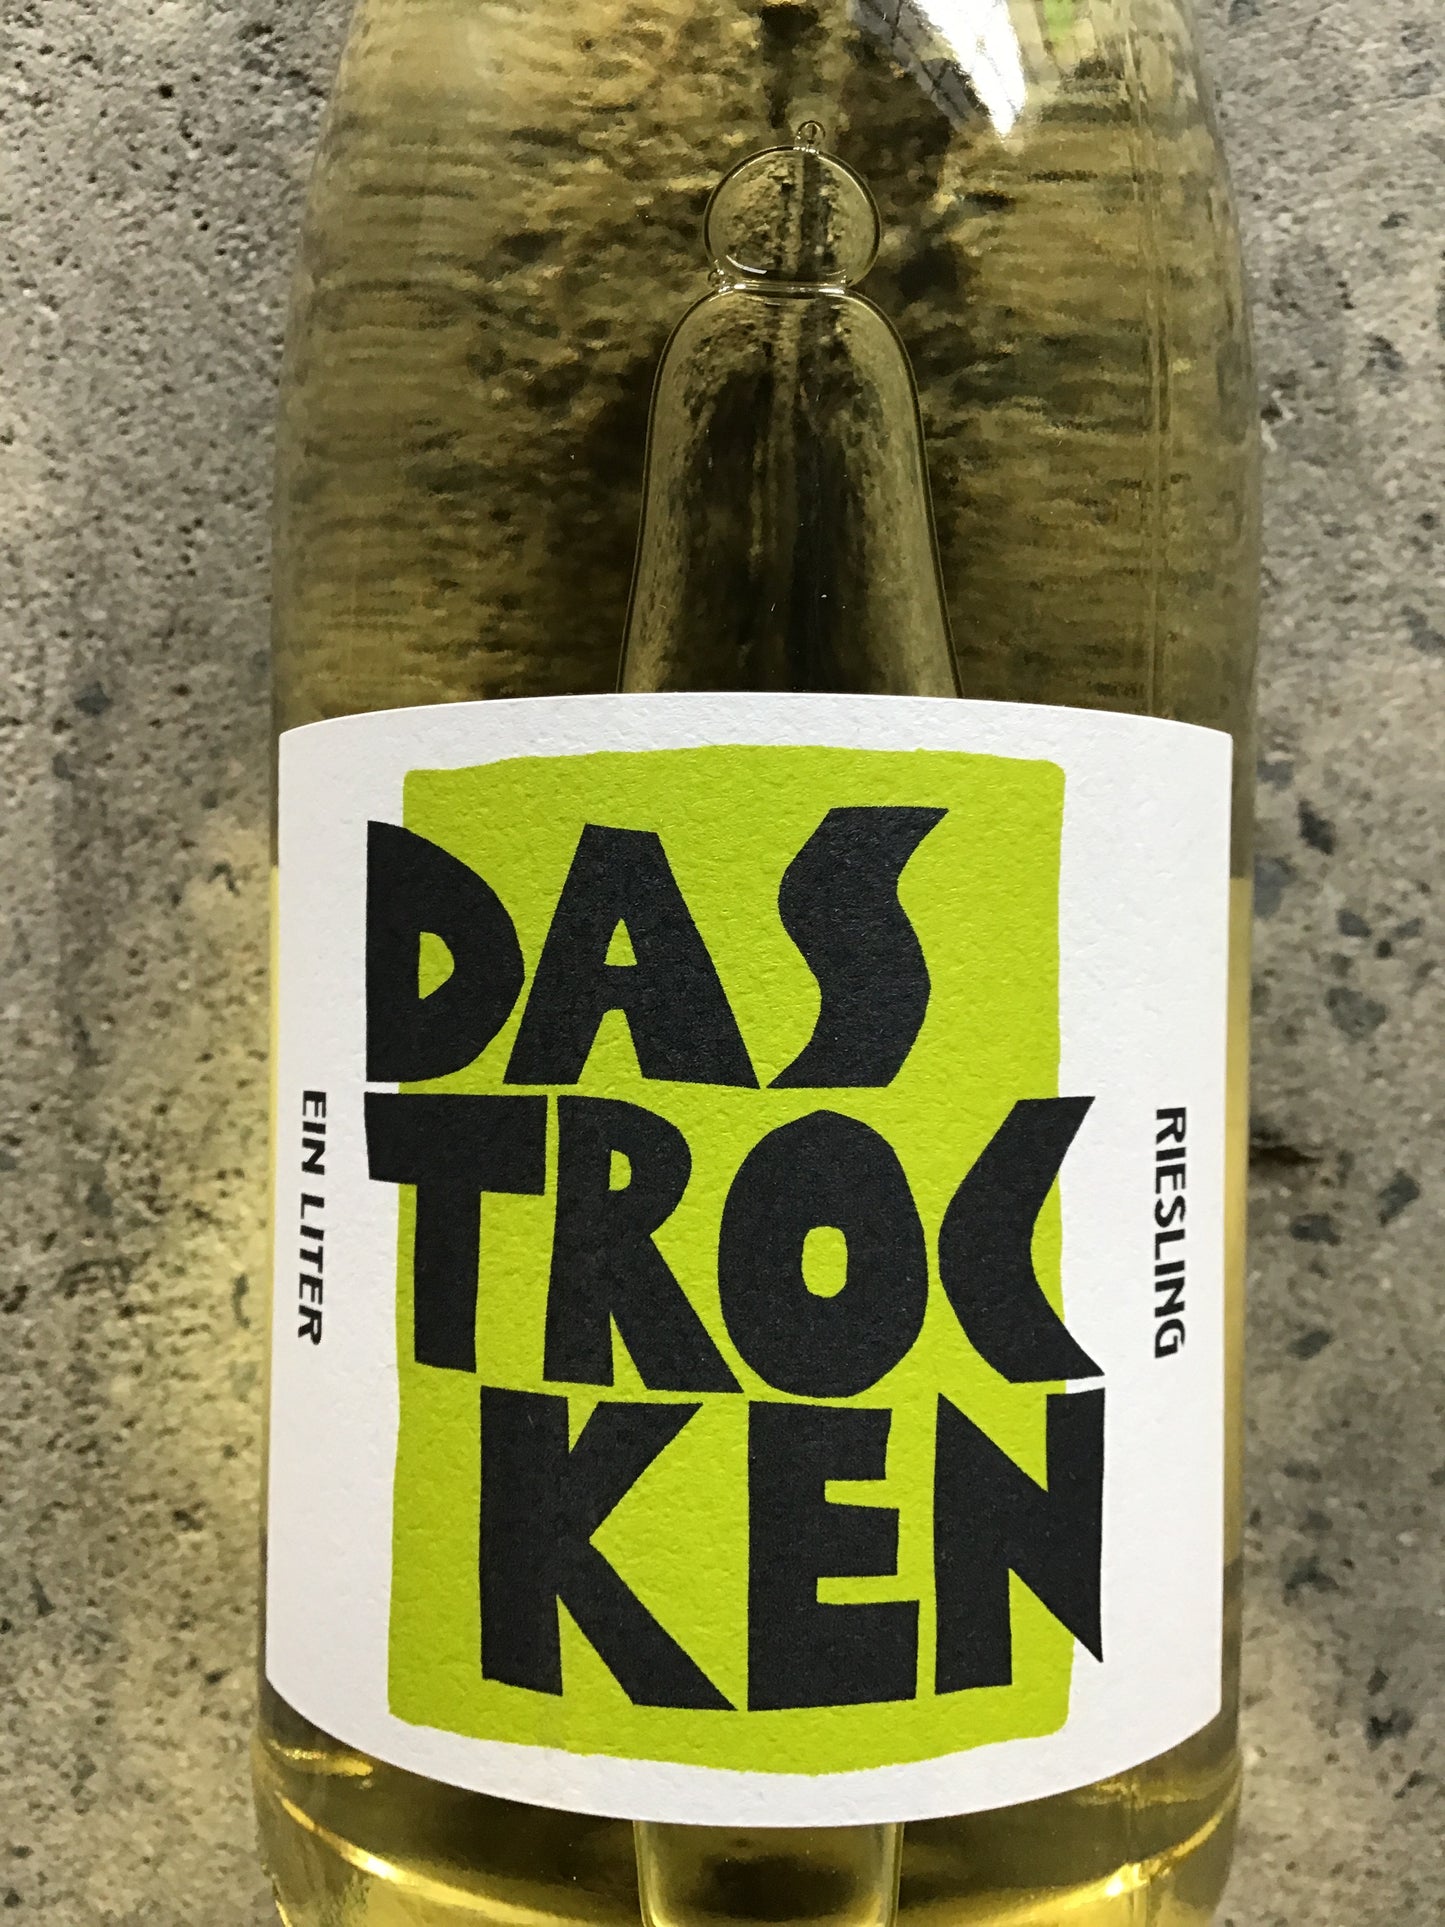 DAS
TROC
KEN
EIN LITER
RIESLING